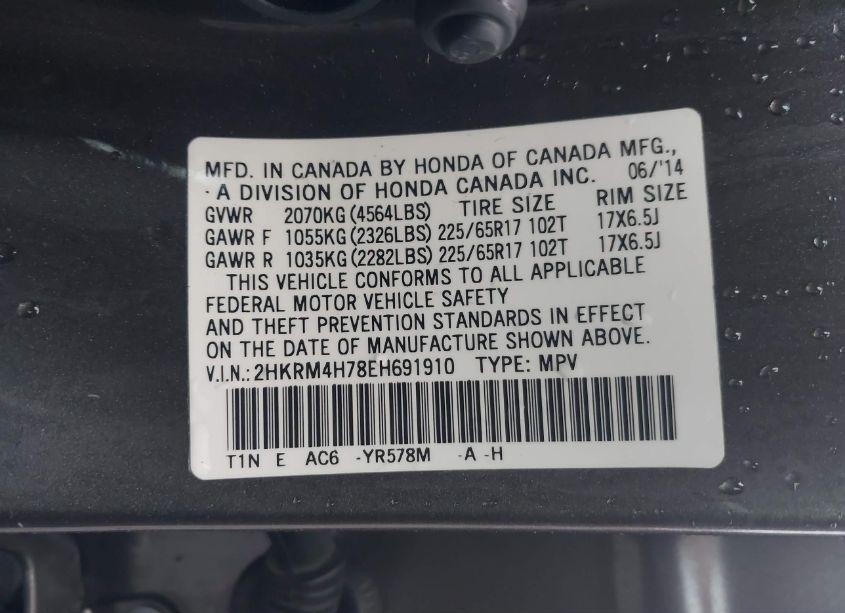 MFD. IN CANADA BY HONDA OF CANADA MFG.,
A DIVISION OF HONDA CANADA INC. 06/'14
GVWR 2070KG (4564LBS) TIRE SIZE RIM SIZE
GAWR F 1055KG (2326LBS) 225/65R17 102T 17X6.5J
GAWR R 1035KG (2282LBS) 225/65R17 102T 17X6.5J
THIS VEHICLE CONFORMS TO ALL APPLICABLE
FEDERAL MOTOR VEHICLE SAFETY
AND THEFT PREVENTION STANDARDS IN EFFECT
ON THE DATE OF MANUFACTURE SHOWN ABOVE.
V.I.N.: 2HKRM4H78EH691910 TYPE: MPV
T1N E AC6 -YR578M -A -H